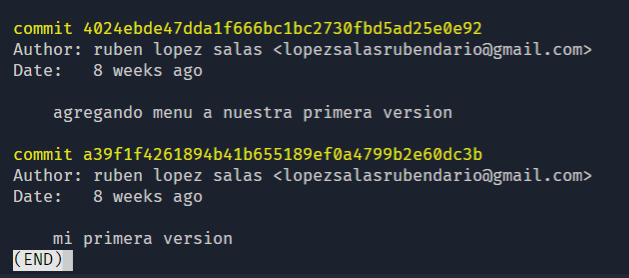 commit 4024ebde47dda1f666bc1bc2730fbd5ad25e0e92
Author: ruben lopez salas <lopezsalasrubendario@gmail.com>
Date:   8 weeks ago
agregando menu a nuestra primera version
commit a39f1f4261894b41b655189ef0a4799b2e60dc3b
Author: ruben lopez salas <lopezsalasrubendario@gmail.com>
Date:   8 weeks ago
mi primera version
(END)